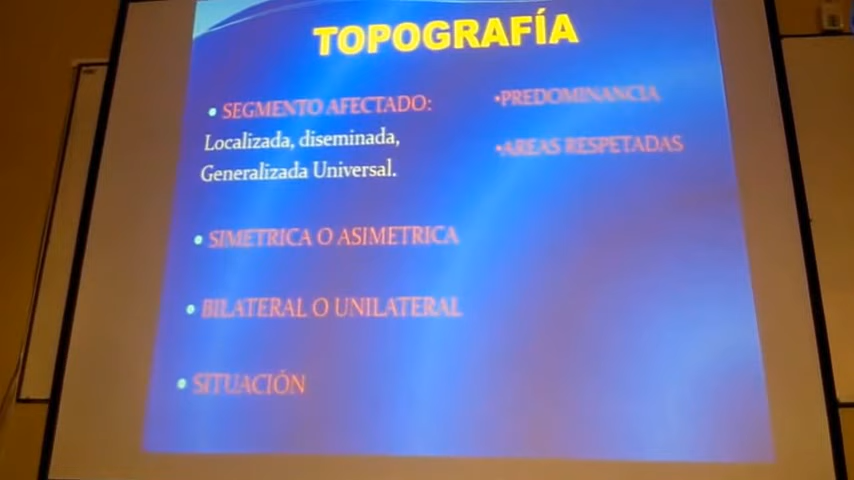 TOPOGRAFÍA
• SEGMENTO AFECTADO:
Localizada, diseminada,
Generalizada Universal.
• SIMETRICA O ASIMETRICA
• BILATERAL O UNILATERAL
• SITUACIÓN
•PREDOMINANCIA
•AREAS RESPETADAS